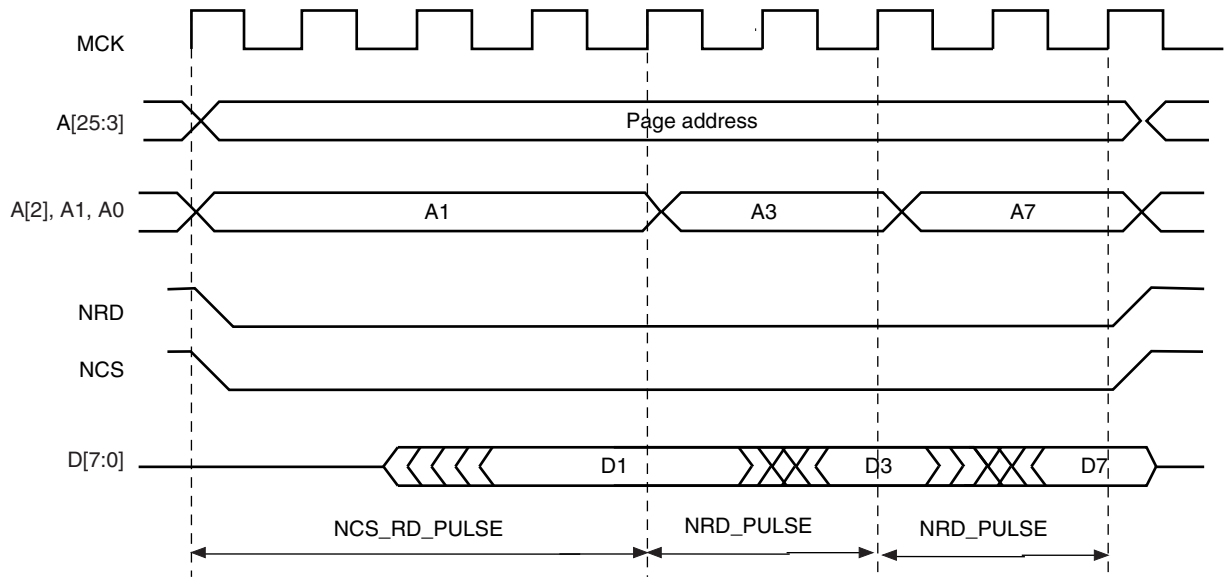 MCK
A[25:3]
Page address
A[2], A1, A0
A1
A3
A7
NRD
NCS
D[7:0]
D1
D3
D7
NCS_RD_PULSE
NRD_PULSE
NRD_PULSE